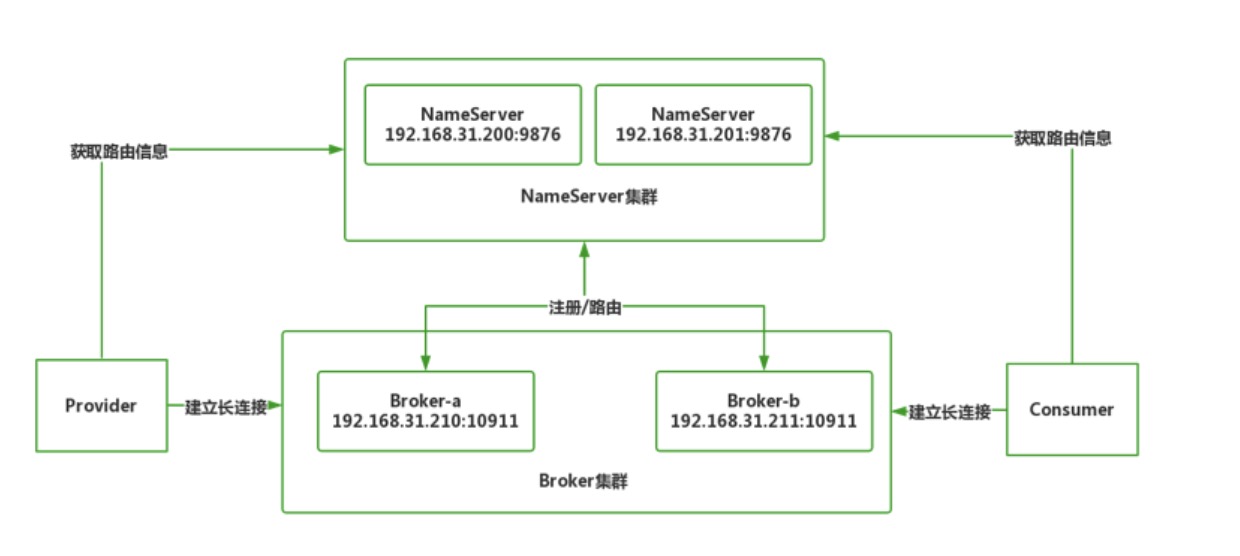 NameServer
192.168.31.200:9876
NameServer
192.168.31.201:9876
NameServer集群
获取路由信息
获取路由信息
注册/路由
Provider
建立长连接
Broker-a
192.168.31.210:10911
Broker-b
192.168.31.211:10911
建立长连接
Consumer
Broker集群